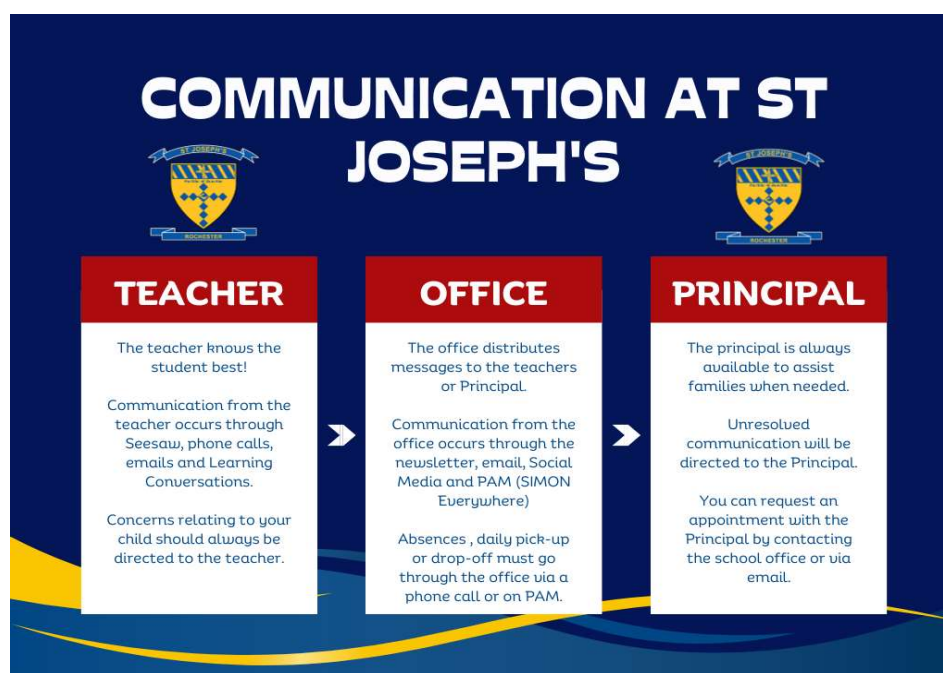 COMMUNICATION AT ST
JOSEPH'S
ST JOSEPH'S
ROCHESTER
ST JOSEPH'S
ROCHESTER
TEACHER
The teacher knows the
student best!
Communication from the
teacher occurs through
Seesaw, phone calls,
emails and Learning
Conversations.
Concerns relating to your
child should always be
directed to the teacher.
OFFICE
The office distributes
messages to the teachers
or Principal.
Communication from the
office occurs through the
newsletter, email, Social
Media and PAM (SIMON
Everywhere)
Absences , daily pick-up
or drop-off must go
through the office via a
phone call or on PAM.
PRINCIPAL
The principal is always
available to assist
families when needed.
Unresolved
communication will be
directed to the Principal.
You can request an
appointment with the
Principal by contacting
the school office or via
email.